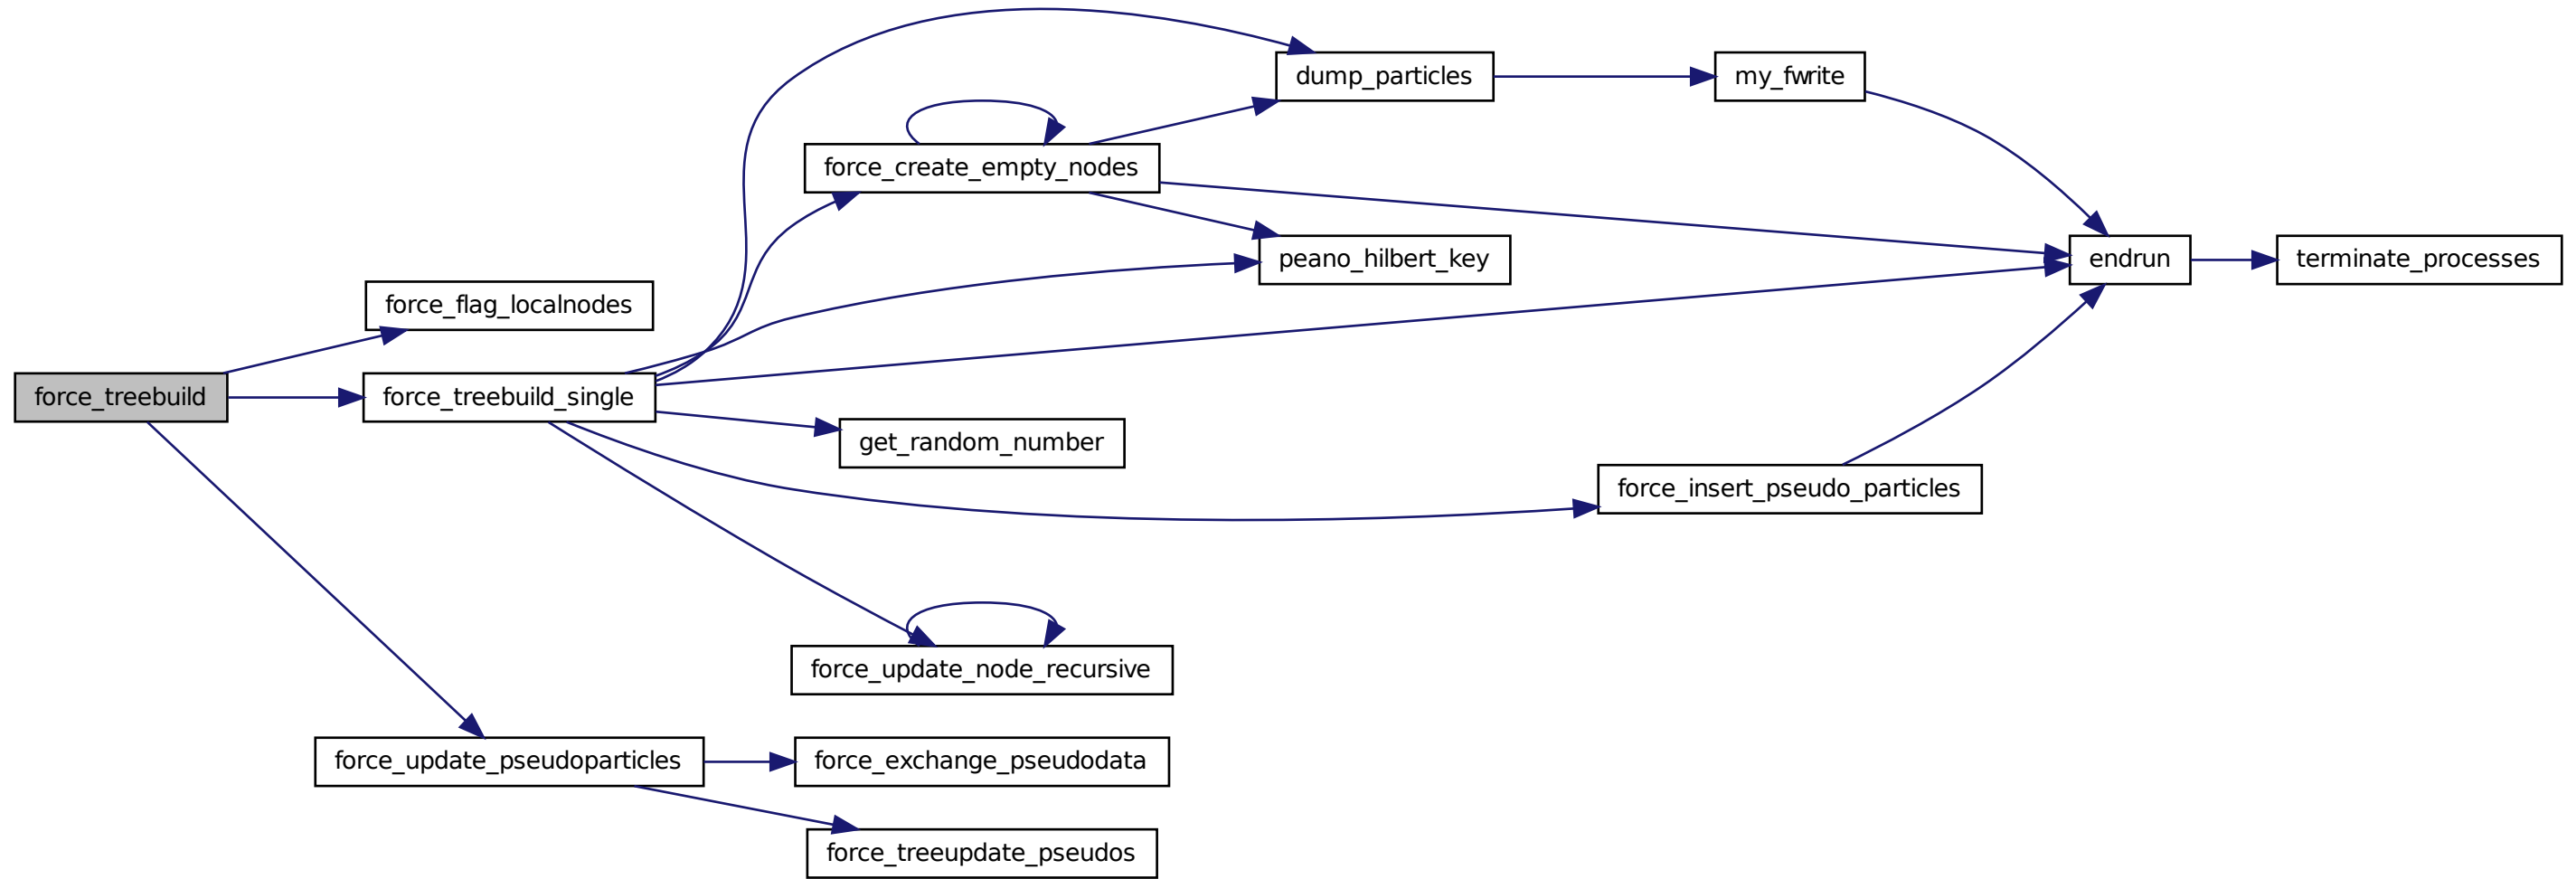 dump_particles
my_fwrite
force_create_empty_nodes
peano_hilbert_key
endrun
terminate_processes
force_flag_localnodes
force_treebuild
force_treebuild_single
get_random_number
force_insert_pseudo_particles
force_update_node_recursive
force_update_pseudoparticles
force_exchange_pseudodata
force_treeupdate_pseudos